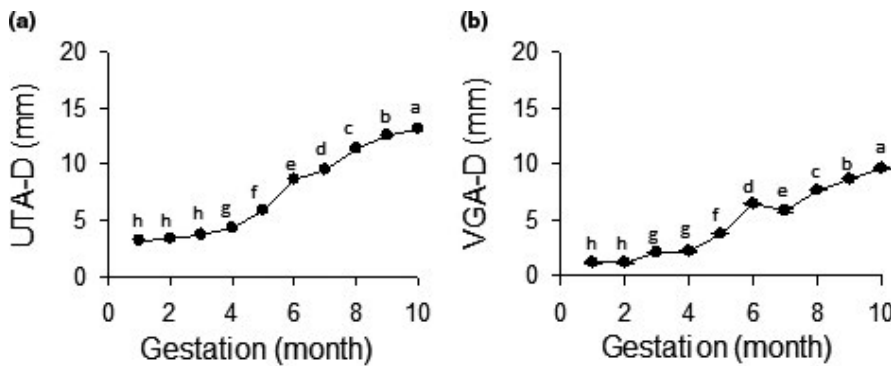 (a)
20
15
10
5
0
UTA-D (mm)
h h h g f e d c b a
0 2 4 6 8 10
Gestation (month)
(b)
20
15
10
5
0
VGA-D (mm)
h h g g f d e c b a
0 2 4 6 8 10
Gestation (month)